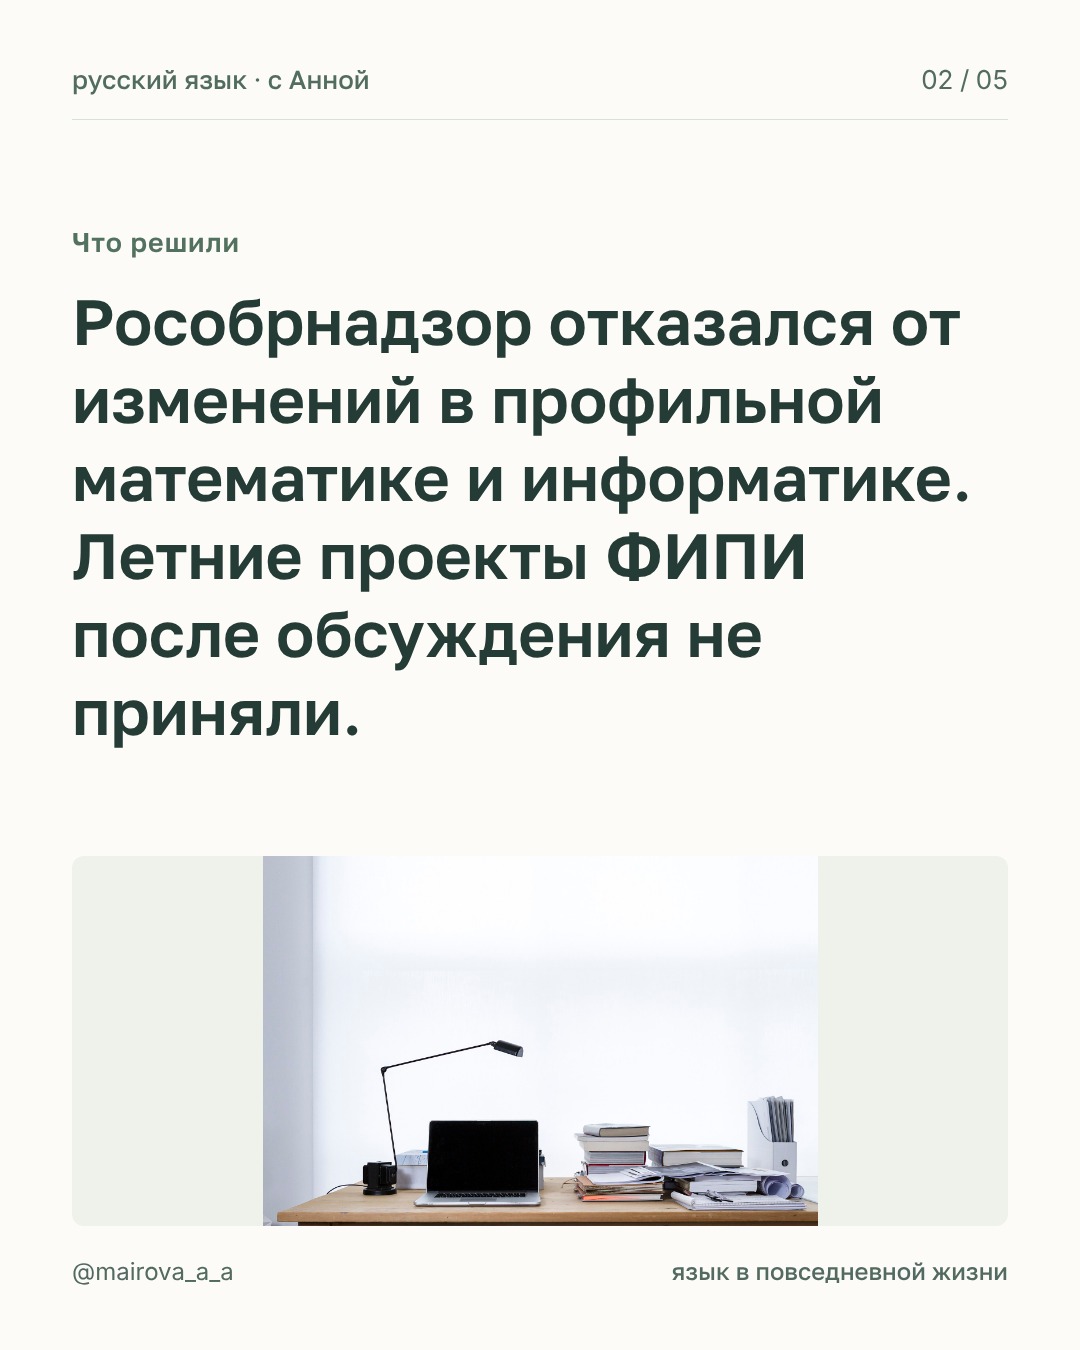 русский язык · с Анной
02 / 05
Что решили
Рособрнадзор отказался от
изменений в профильной
математике и информатике.
Летние проекты ФИПИ
после обсуждения не
приняли.
@mairova_a_a
язык в повседневной жизни